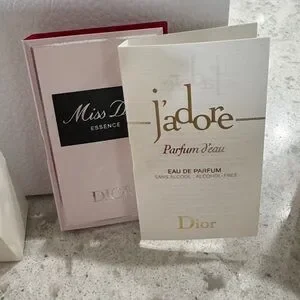 Miss D
ESSENCE
DIOR
j'adore
Parfum d'eau
EAU DE PARFUM
SANS ALCOOL - ALCOHOL-FREE
Dior